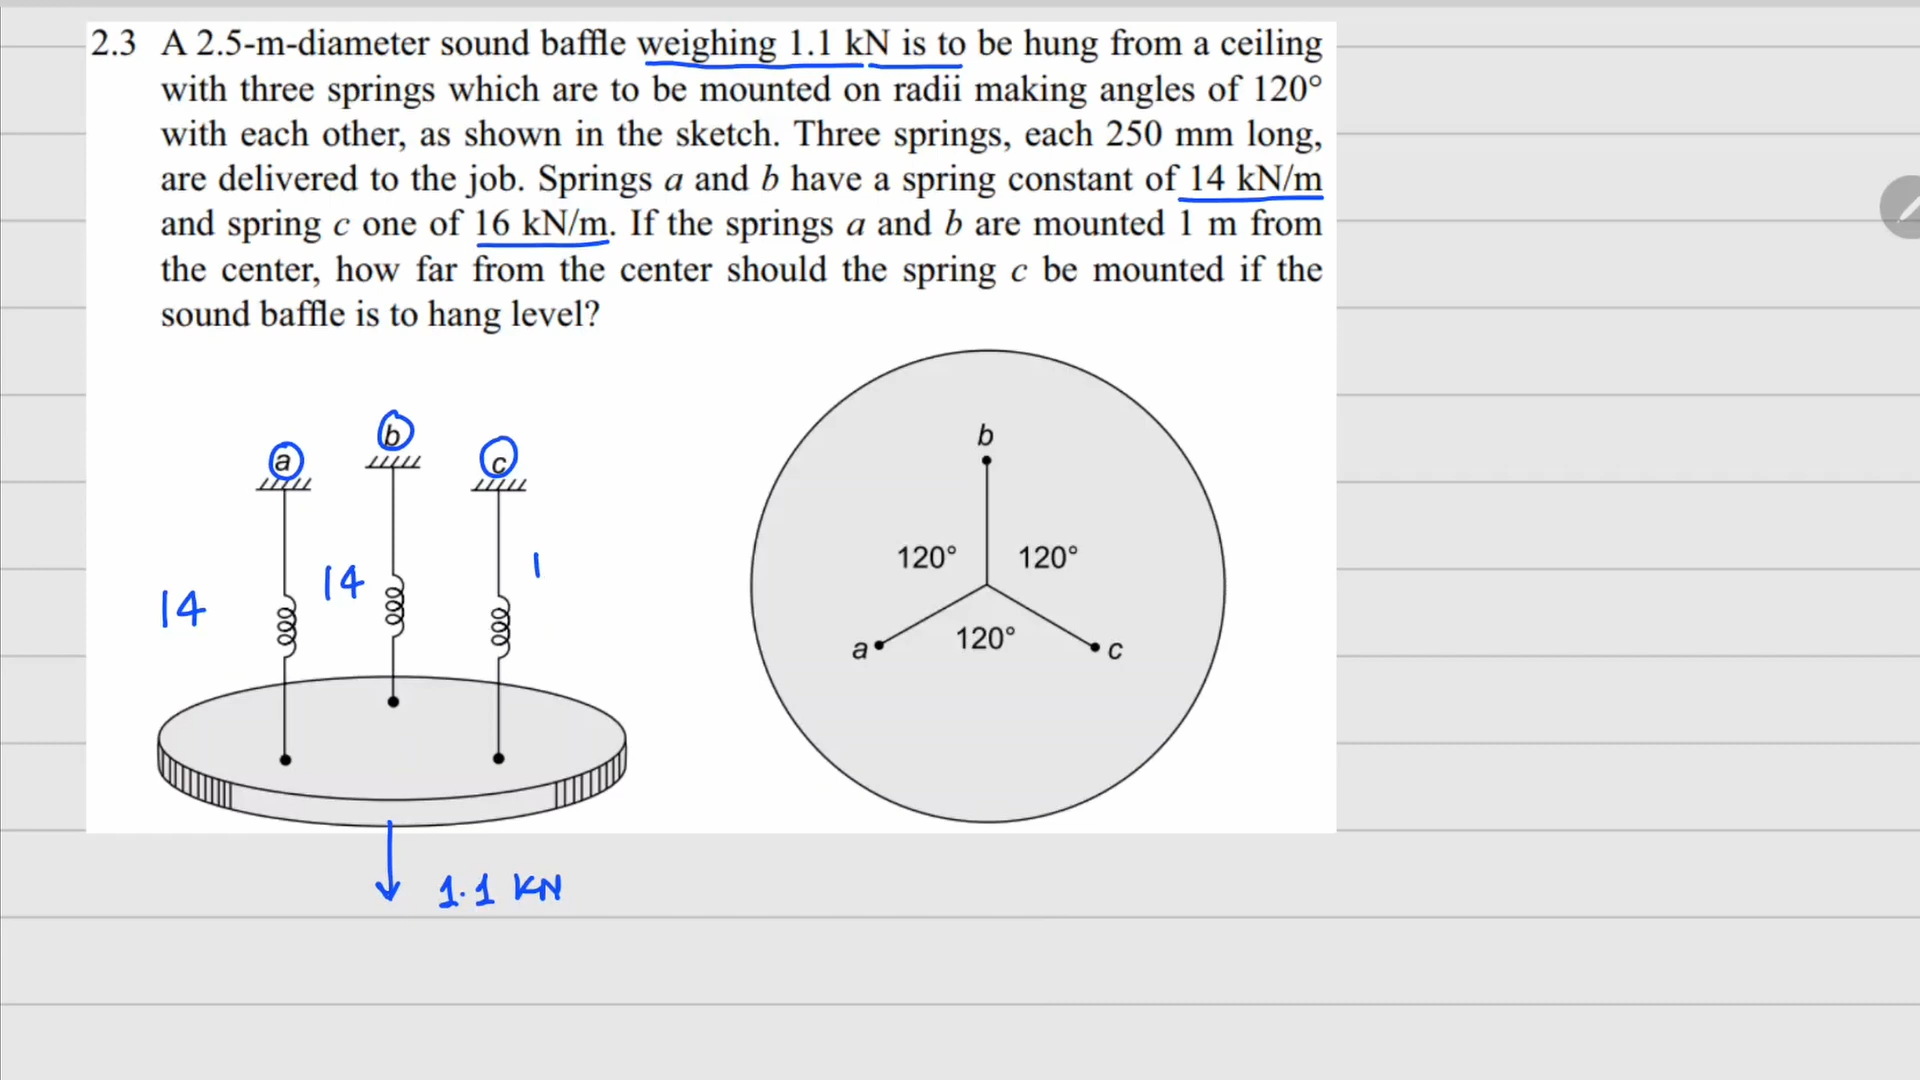 2.3 A 2.5-m-diameter sound baffle weighing 1.1 kN is to be hung from a ceiling
with three springs which are to be mounted on radii making angles of 120°
with each other, as shown in the sketch. Three springs, each 250 mm long,
are delivered to the job. Springs a and b have a spring constant of 14 kN/m
and spring c one of 16 kN/m. If the springs a and b are mounted 1 m from
the center, how far from the center should the spring c be mounted if the
sound baffle is to hang level?
a
b
c
14
14
1
1.1 KN
b
120°
120°
120°
a
c